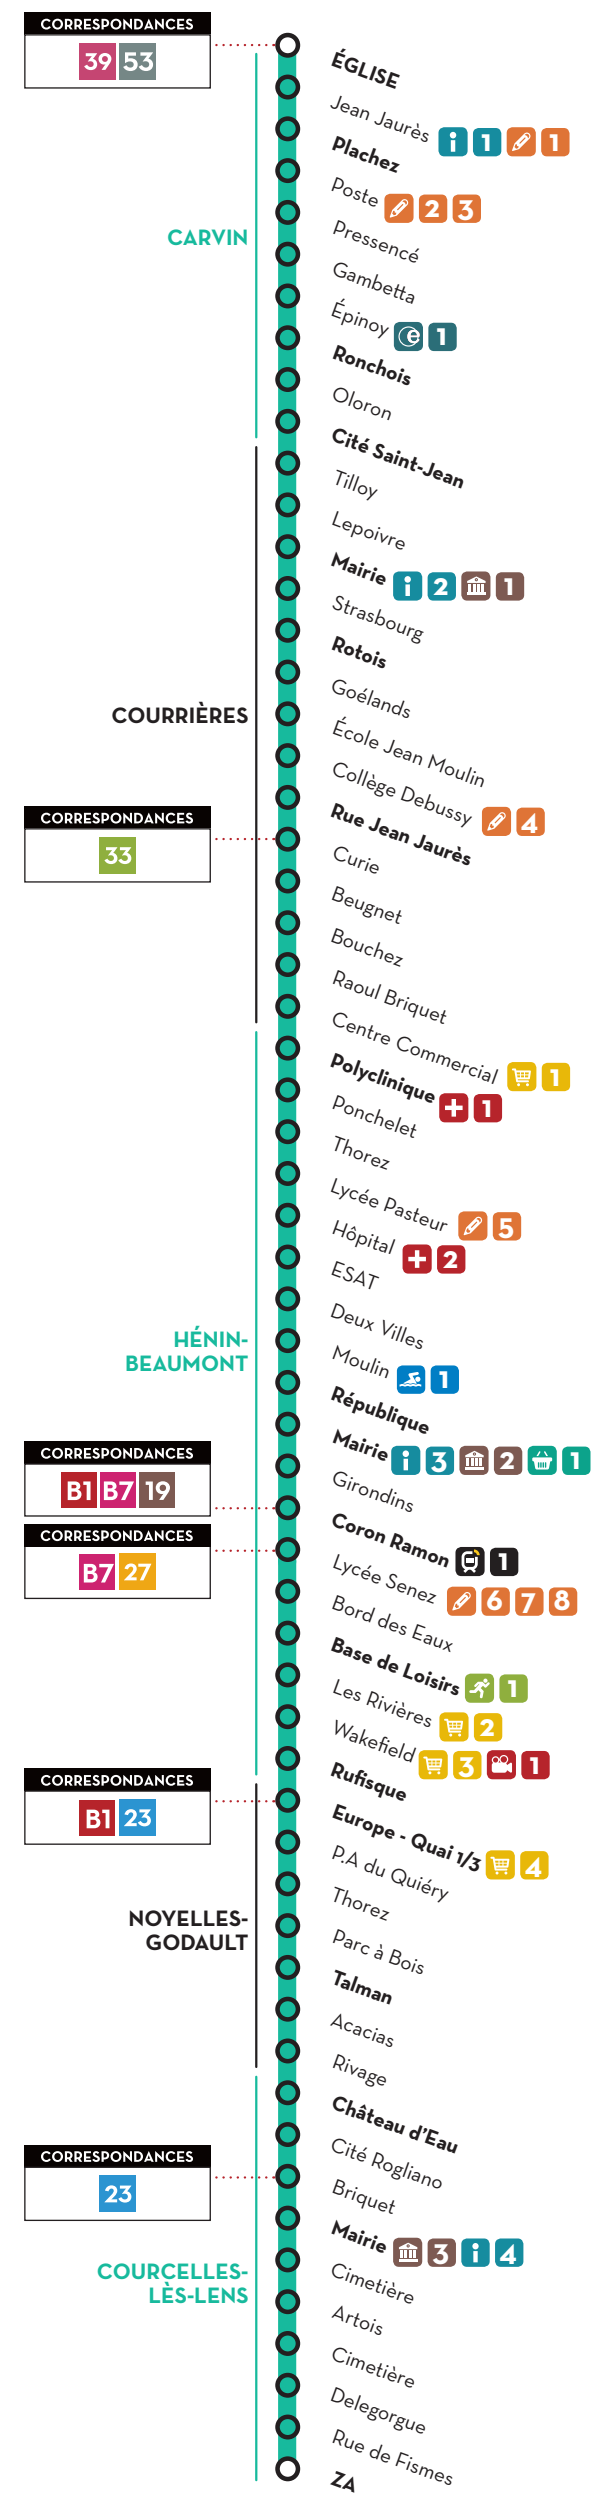 CORRESPONDANCES
39 53
ÉGLISE
Jean Jaurès i 1 1
Plachez
Poste 2 3
CARVIN
Pressencé
Gambetta
Épinoy e 1
Ronchois
Oloron
Cité Saint-Jean
Tilloy
Lepoivre
Mairie i 2 1
Strasbourg
Rotois
Goélands
COURRIÈRES
École Jean Moulin
Collège Debussy 4
CORRESPONDANCES
33
Rue Jean Jaurès
Curie
Beugnet
Bouchez
Raoul Briquet
Centre Commercial 1
Polyclinique 1
Ponchelet
Thorez
Lycée Pasteur 5
Hôpital 2
ESAT
Deux Villes
HÉNIN-
BEAUMONT
Moulin 1
République
Mairie i 3 2 1
CORRESPONDANCES
B1 B7 19
Girondins
Coron Ramon 1
CORRESPONDANCES
B7 27
Lycée Senez 6 7 8
Bord des Eaux
Base de Loisirs 1
Les Rivières 2
Wakefield 3 1
Rufisque
CORRESPONDANCES
B1 23
Europe - Quai 1/3 4
P.A du Quiéry
Thorez
NOYELLES-
GODAULT
Parc à Bois
Talman
Acacias
Rivage
Château d'Eau
CORRESPONDANCES
23
Cité Rogliano
Briquet
Mairie 3 i 4
COURCELLES-
LÈS-LENS
Cimetière
Artois
Cimetière
Delegorgue
Rue de Fismes
ZA